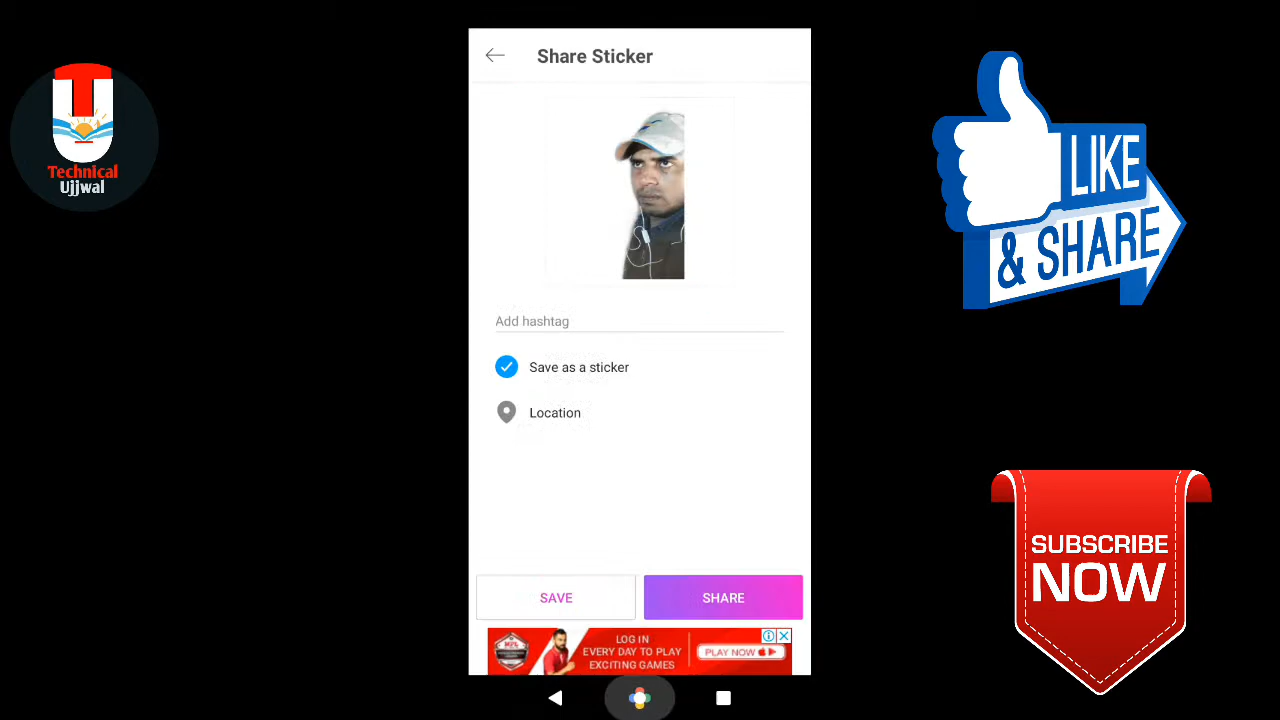 Technical
Ujjwal
Share Sticker
Add hashtag
Save as a sticker
Location
SAVE
SHARE
LOG IN
EVERY DAY TO PLAY
EXCITING GAMES
PLAY NOW
LIKE
& SHARE
SUBSCRIBE
NOW